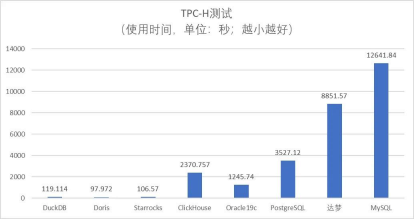 TPC-H测试
（使用时间，单位：秒；越小越好）
14000
12000
10000
8000
6000
4000
2000
0
119.114
97.972
106.57
2370.757
1245.74
3527.12
8851.57
12641.84
DuckDB
Doris
Starrocks
ClickHouse
Oracle19c
PostgreSQL
达梦
MySQL